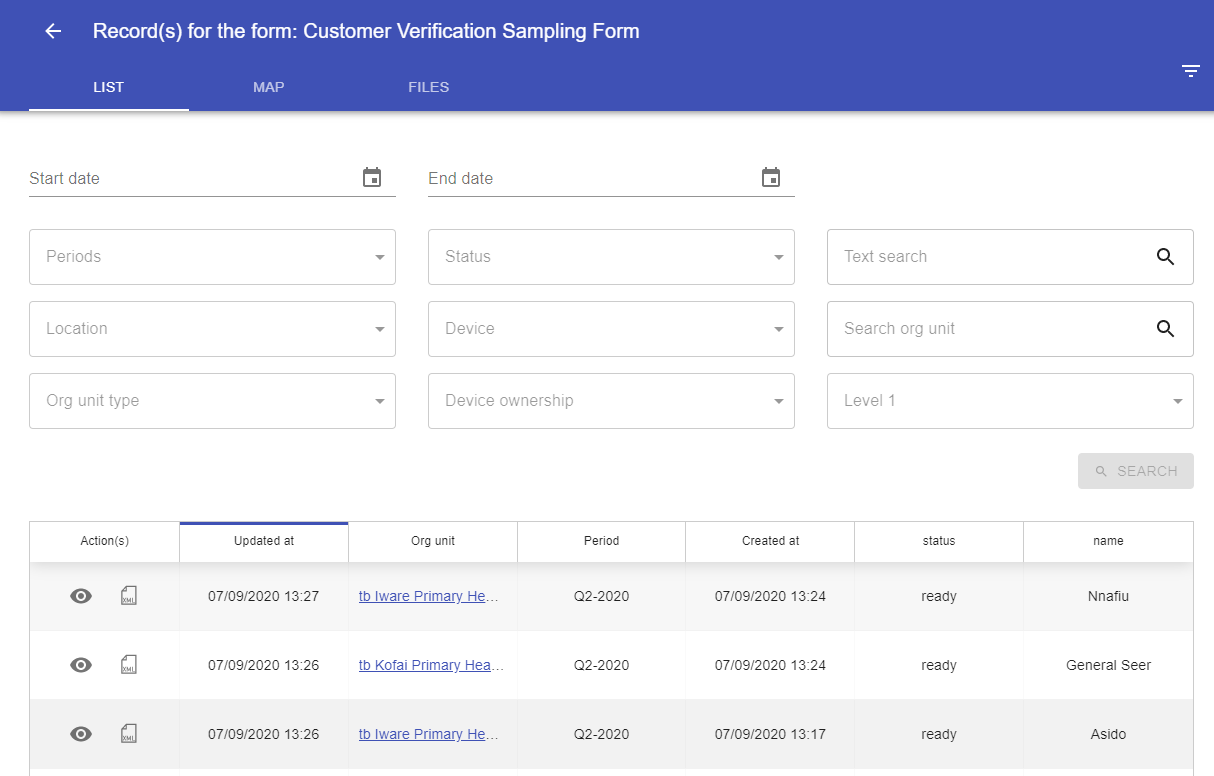 Record(s) for the form: Customer Verification Sampling Form
LIST MAP FILES
Start date End date
Periods Status Text search
Location Device Search org unit
Org unit type Device ownership Level 1
SEARCH
Action(s) Updated at Org unit Period Created at status name
XML 07/09/2020 13:27 tb Iware Primary He... Q2-2020 07/09/2020 13:24 ready Nnafiu
XML 07/09/2020 13:26 tb Kofai Primary Hea... Q2-2020 07/09/2020 13:24 ready General Seer
XML 07/09/2020 13:26 tb Iware Primary He... Q2-2020 07/09/2020 13:17 ready Asido